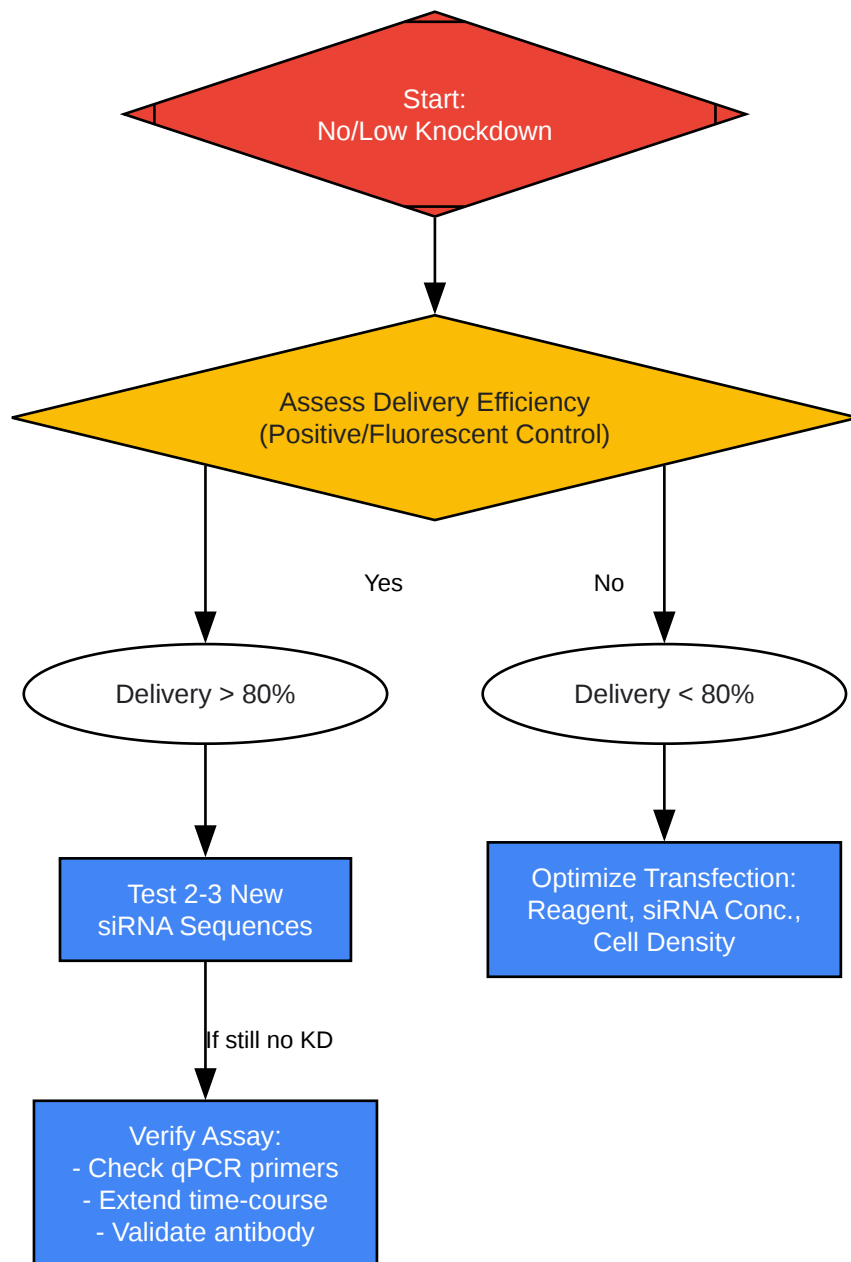 Start:
No/Low Knockdown
Assess Delivery Efficiency
(Positive/Fluorescent Control)
Yes
No
Delivery > 80%
Delivery < 80%
Test 2-3 New
siRNA Sequences
Optimize Transfection:
Reagent, siRNA Conc.,
Cell Density
If still no KD
Verify Assay:
- Check qPCR primers
- Extend time-course
- Validate antibody